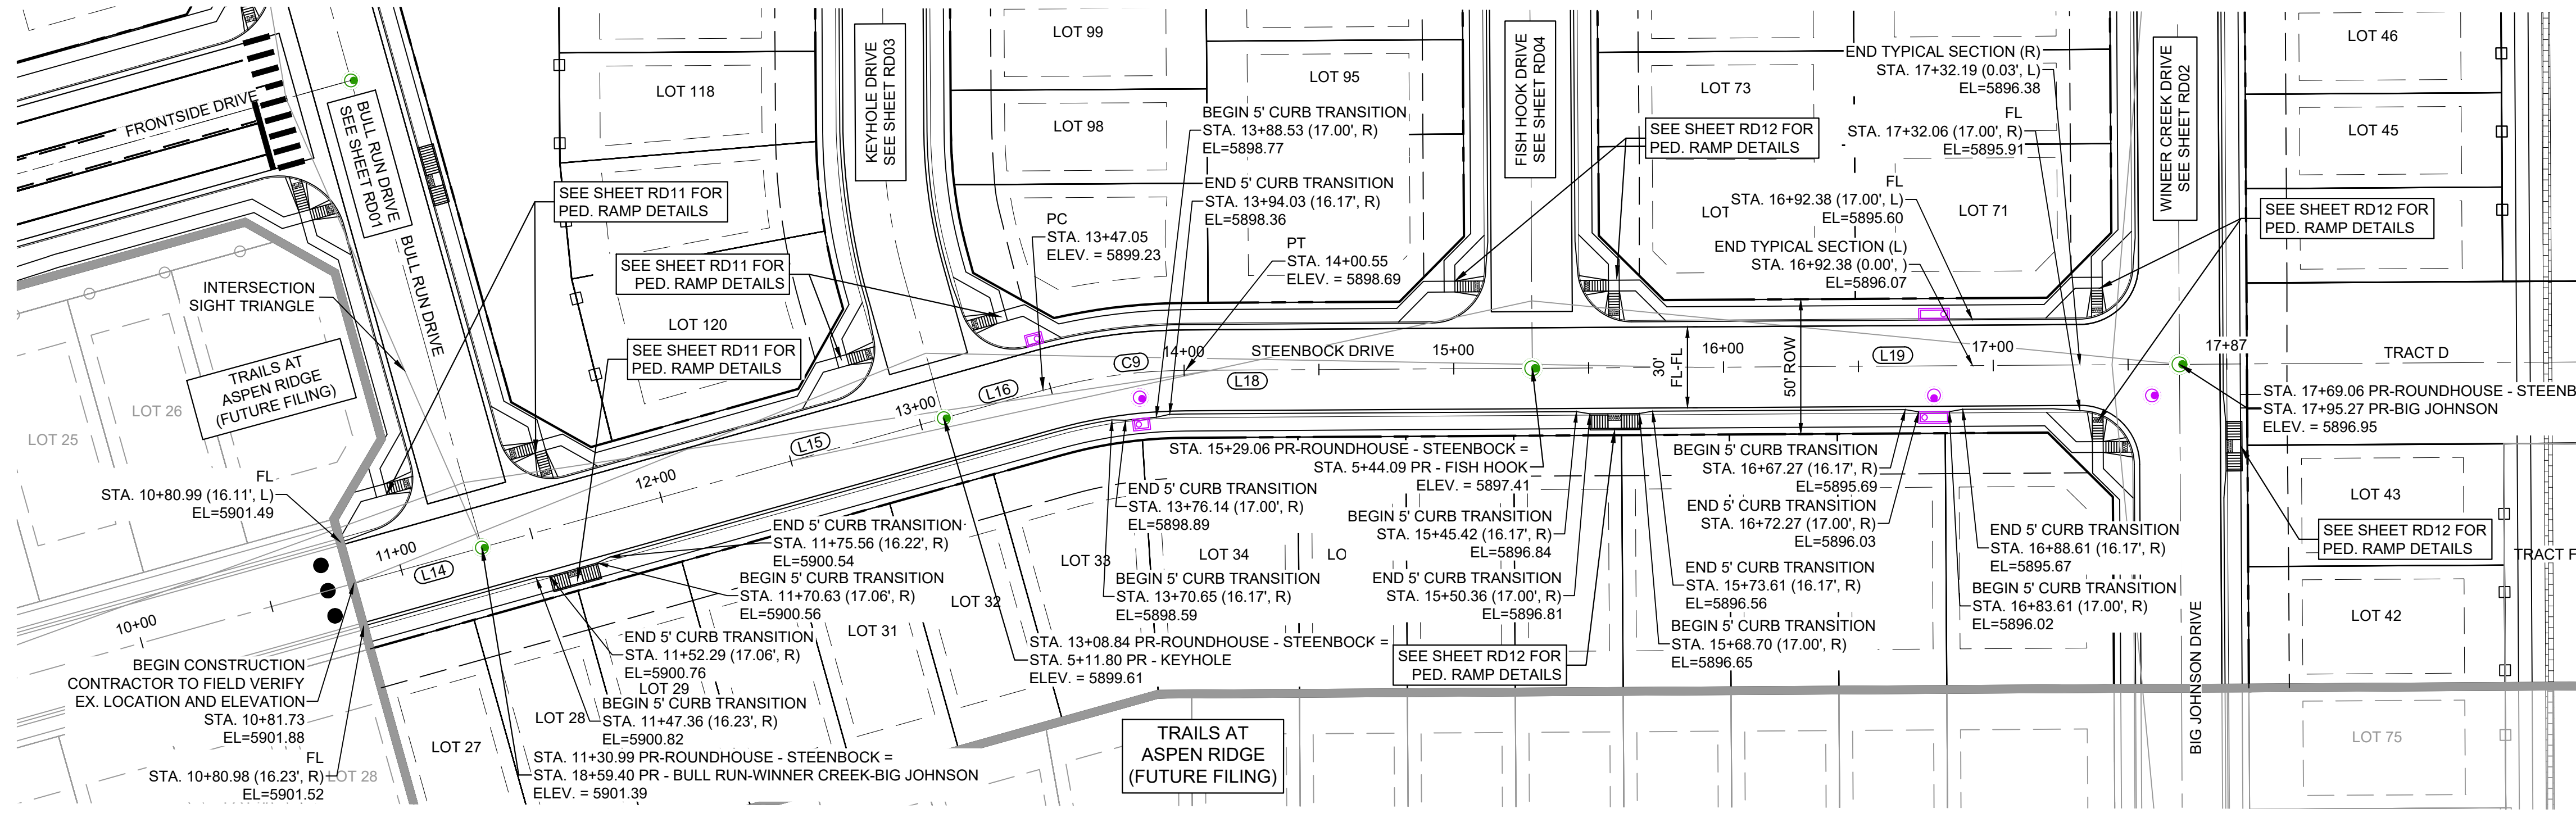 FRONTSIDE DRIVE
BULL RUN DRIVE
SEE SHEET RD01
BULL RUN DRIVE
INTERSECTION
SIGHT TRIANGLE
TRAILS AT
ASPEN RIDGE
(FUTURE FILING)
LOT 26
LOT 25
FL
STA. 10+80.99 (16.11', L)
EL=5901.49
10+00
11+00
L14
BEGIN CONSTRUCTION
CONTRACTOR TO FIELD VERIFY
EX. LOCATION AND ELEVATION
STA. 10+81.73
EL=5901.88
FL
STA. 10+80.98 (16.23', R)
EL=5901.52
LOT 28
LOT 118
SEE SHEET RD11 FOR
PED. RAMP DETAILS
SEE SHEET RD11 FOR
PED. RAMP DETAILS
LOT 120
SEE SHEET RD11 FOR
PED. RAMP DETAILS
KEYHOLE DRIVE
SEE SHEET RD03
12+00
L15
13+00
L16
END 5' CURB TRANSITION
STA. 11+75.56 (16.22', R)
EL=5900.54
BEGIN 5' CURB TRANSITION
STA. 11+70.63 (17.06', R)
EL=5900.56
LOT 31
END 5' CURB TRANSITION
STA. 11+52.29 (17.06', R)
EL=5900.76
LOT 29
BEGIN 5' CURB TRANSITION
STA. 11+47.36 (16.23', R)
EL=5900.82
LOT 28
LOT 27
STA. 11+30.99 PR-ROUNDHOUSE - STEENBOCK =
STA. 18+59.40 PR - BULL RUN-WINNER CREEK-BIG JOHNSON
ELEV. = 5901.39
LOT 99
LOT 98
LOT 95
BEGIN 5' CURB TRANSITION
STA. 13+88.53 (17.00', R)
EL=5898.77
END 5' CURB TRANSITION
STA. 13+94.03 (16.17', R)
EL=5898.36
PC
STA. 13+47.05
ELEV. = 5899.23
PT
STA. 14+00.55
ELEV. = 5898.69
C9
14+00
STEENBOCK DRIVE
15+00
L18
STA. 15+29.06 PR-ROUNDHOUSE - STEENBOCK =
STA. 5+44.09 PR - FISH HOOK
ELEV. = 5897.41
END 5' CURB TRANSITION
STA. 13+76.14 (17.00', R)
EL=5898.89
LOT 33
LOT 34
LO
BEGIN 5' CURB TRANSITION
STA. 13+70.65 (16.17', R)
EL=5898.59
LOT 32
STA. 13+08.84 PR-ROUNDHOUSE - STEENBOCK =
STA. 5+11.80 PR - KEYHOLE
ELEV. = 5899.61
BEGIN 5' CURB TRANSITION
STA. 15+45.42 (16.17', R)
EL=5896.84
END 5' CURB TRANSITION
STA. 15+50.36 (17.00', R)
EL=5896.81
SEE SHEET RD12 FOR
PED. RAMP DETAILS
TRAILS AT
ASPEN RIDGE
(FUTURE FILING)
FISH HOOK DRIVE
SEE SHEET RD04
SEE SHEET RD12 FOR
PED. RAMP DETAILS
LOT 73
END TYPICAL SECTION (R)
STA. 17+32.19 (0.03', L)
EL=5896.38
FL
STA. 17+32.06 (17.00', R)
EL=5895.91
FL
LOT
STA. 16+92.38 (17.00', L)
EL=5895.60
LOT 71
END TYPICAL SECTION (L)
STA. 16+92.38 (0.00', )
EL=5896.07
30'
FL-FL
16+00
50' ROW
L19
17+00
BEGIN 5' CURB TRANSITION
STA. 16+67.27 (16.17', R)
EL=5895.69
END 5' CURB TRANSITION
STA. 16+72.27 (17.00', R)
EL=5896.03
END 5' CURB TRANSITION
STA. 15+73.61 (16.17', R)
EL=5896.56
BEGIN 5' CURB TRANSITION
STA. 15+68.70 (17.00', R)
EL=5896.65
END 5' CURB TRANSITION
STA. 16+88.61 (16.17', R)
EL=5895.67
BEGIN 5' CURB TRANSITION
STA. 16+83.61 (17.00', R)
EL=5896.02
WINEER CREEK DRIVE
SEE SHEET RD02
SEE SHEET RD12 FOR
PED. RAMP DETAILS
17+87
TRACT D
STA. 17+69.06 PR-ROUNDHOUSE - STEENB
STA. 17+95.27 PR-BIG JOHNSON
ELEV. = 5896.95
BIG JOHNSON DRIVE
LOT 46
LOT 45
LOT 43
SEE SHEET RD12 FOR
PED. RAMP DETAILS
TRACT F
LOT 42
LOT 75